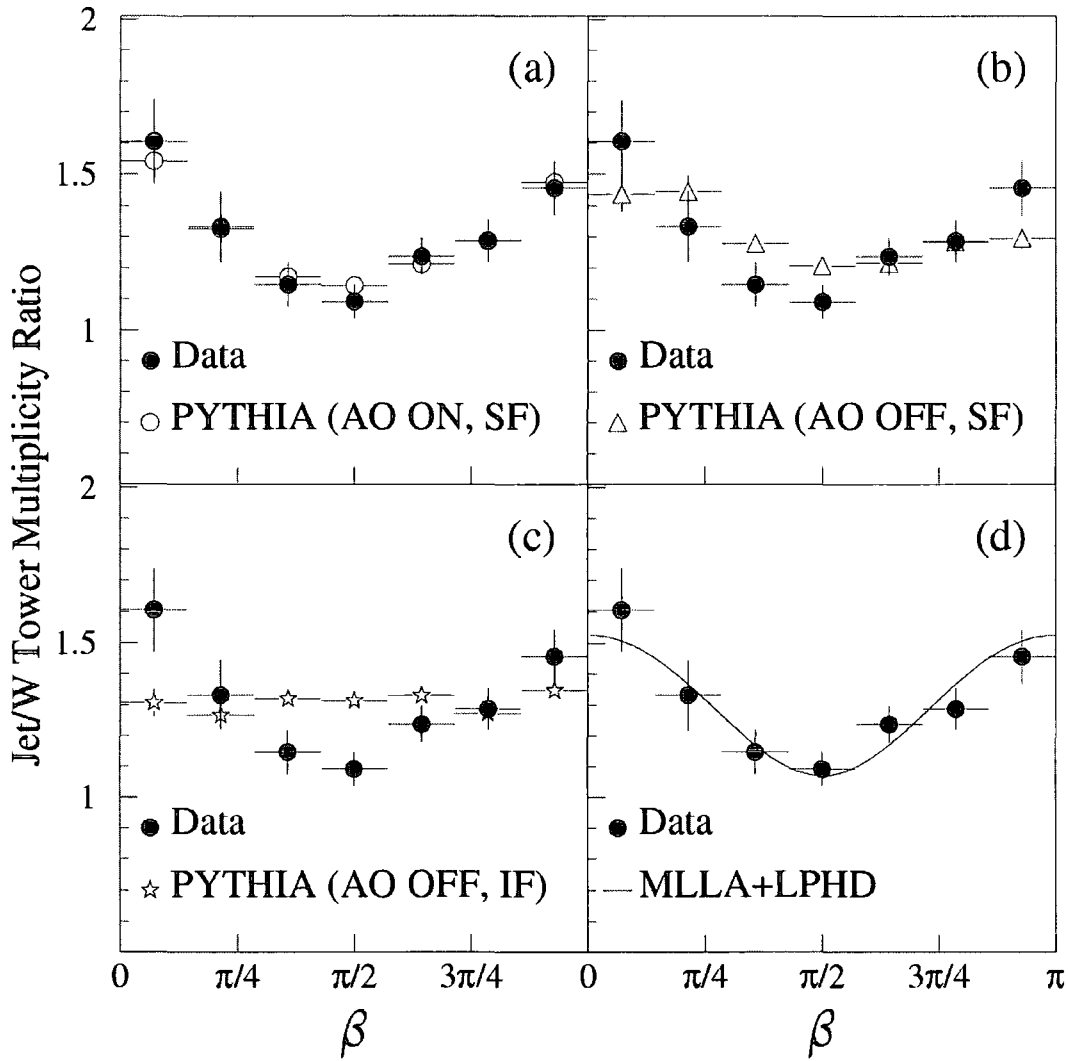 Jet/W Tower Multiplicity Ratio
2
1.5
1
(a)
Data
PYTHIA (AO ON, SF)
(b)
Data
PYTHIA (AO OFF, SF)
2
1.5
1
(c)
Data
PYTHIA (AO OFF, IF)
(d)
Data
MLLA+LPHD
0 π/4 π/2 3π/4 0 π/4 π/2 3π/4 π
β β